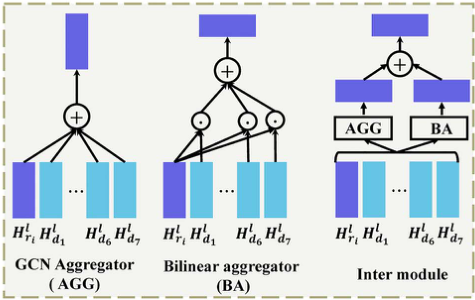 +
+
+
· · ·
AGG BA
... ... ...
H^l_{r_i} H^l_{d_1} H^l_{d_6} H^l_{d_7} H^l_{r_i} H^l_{d_1} H^l_{d_6} H^l_{d_7} H^l_{r_i} H^l_{d_1} H^l_{d_6} H^l_{d_7}
GCN Aggregator
( AGG)
Bilinear aggregator
(BA)
Inter module